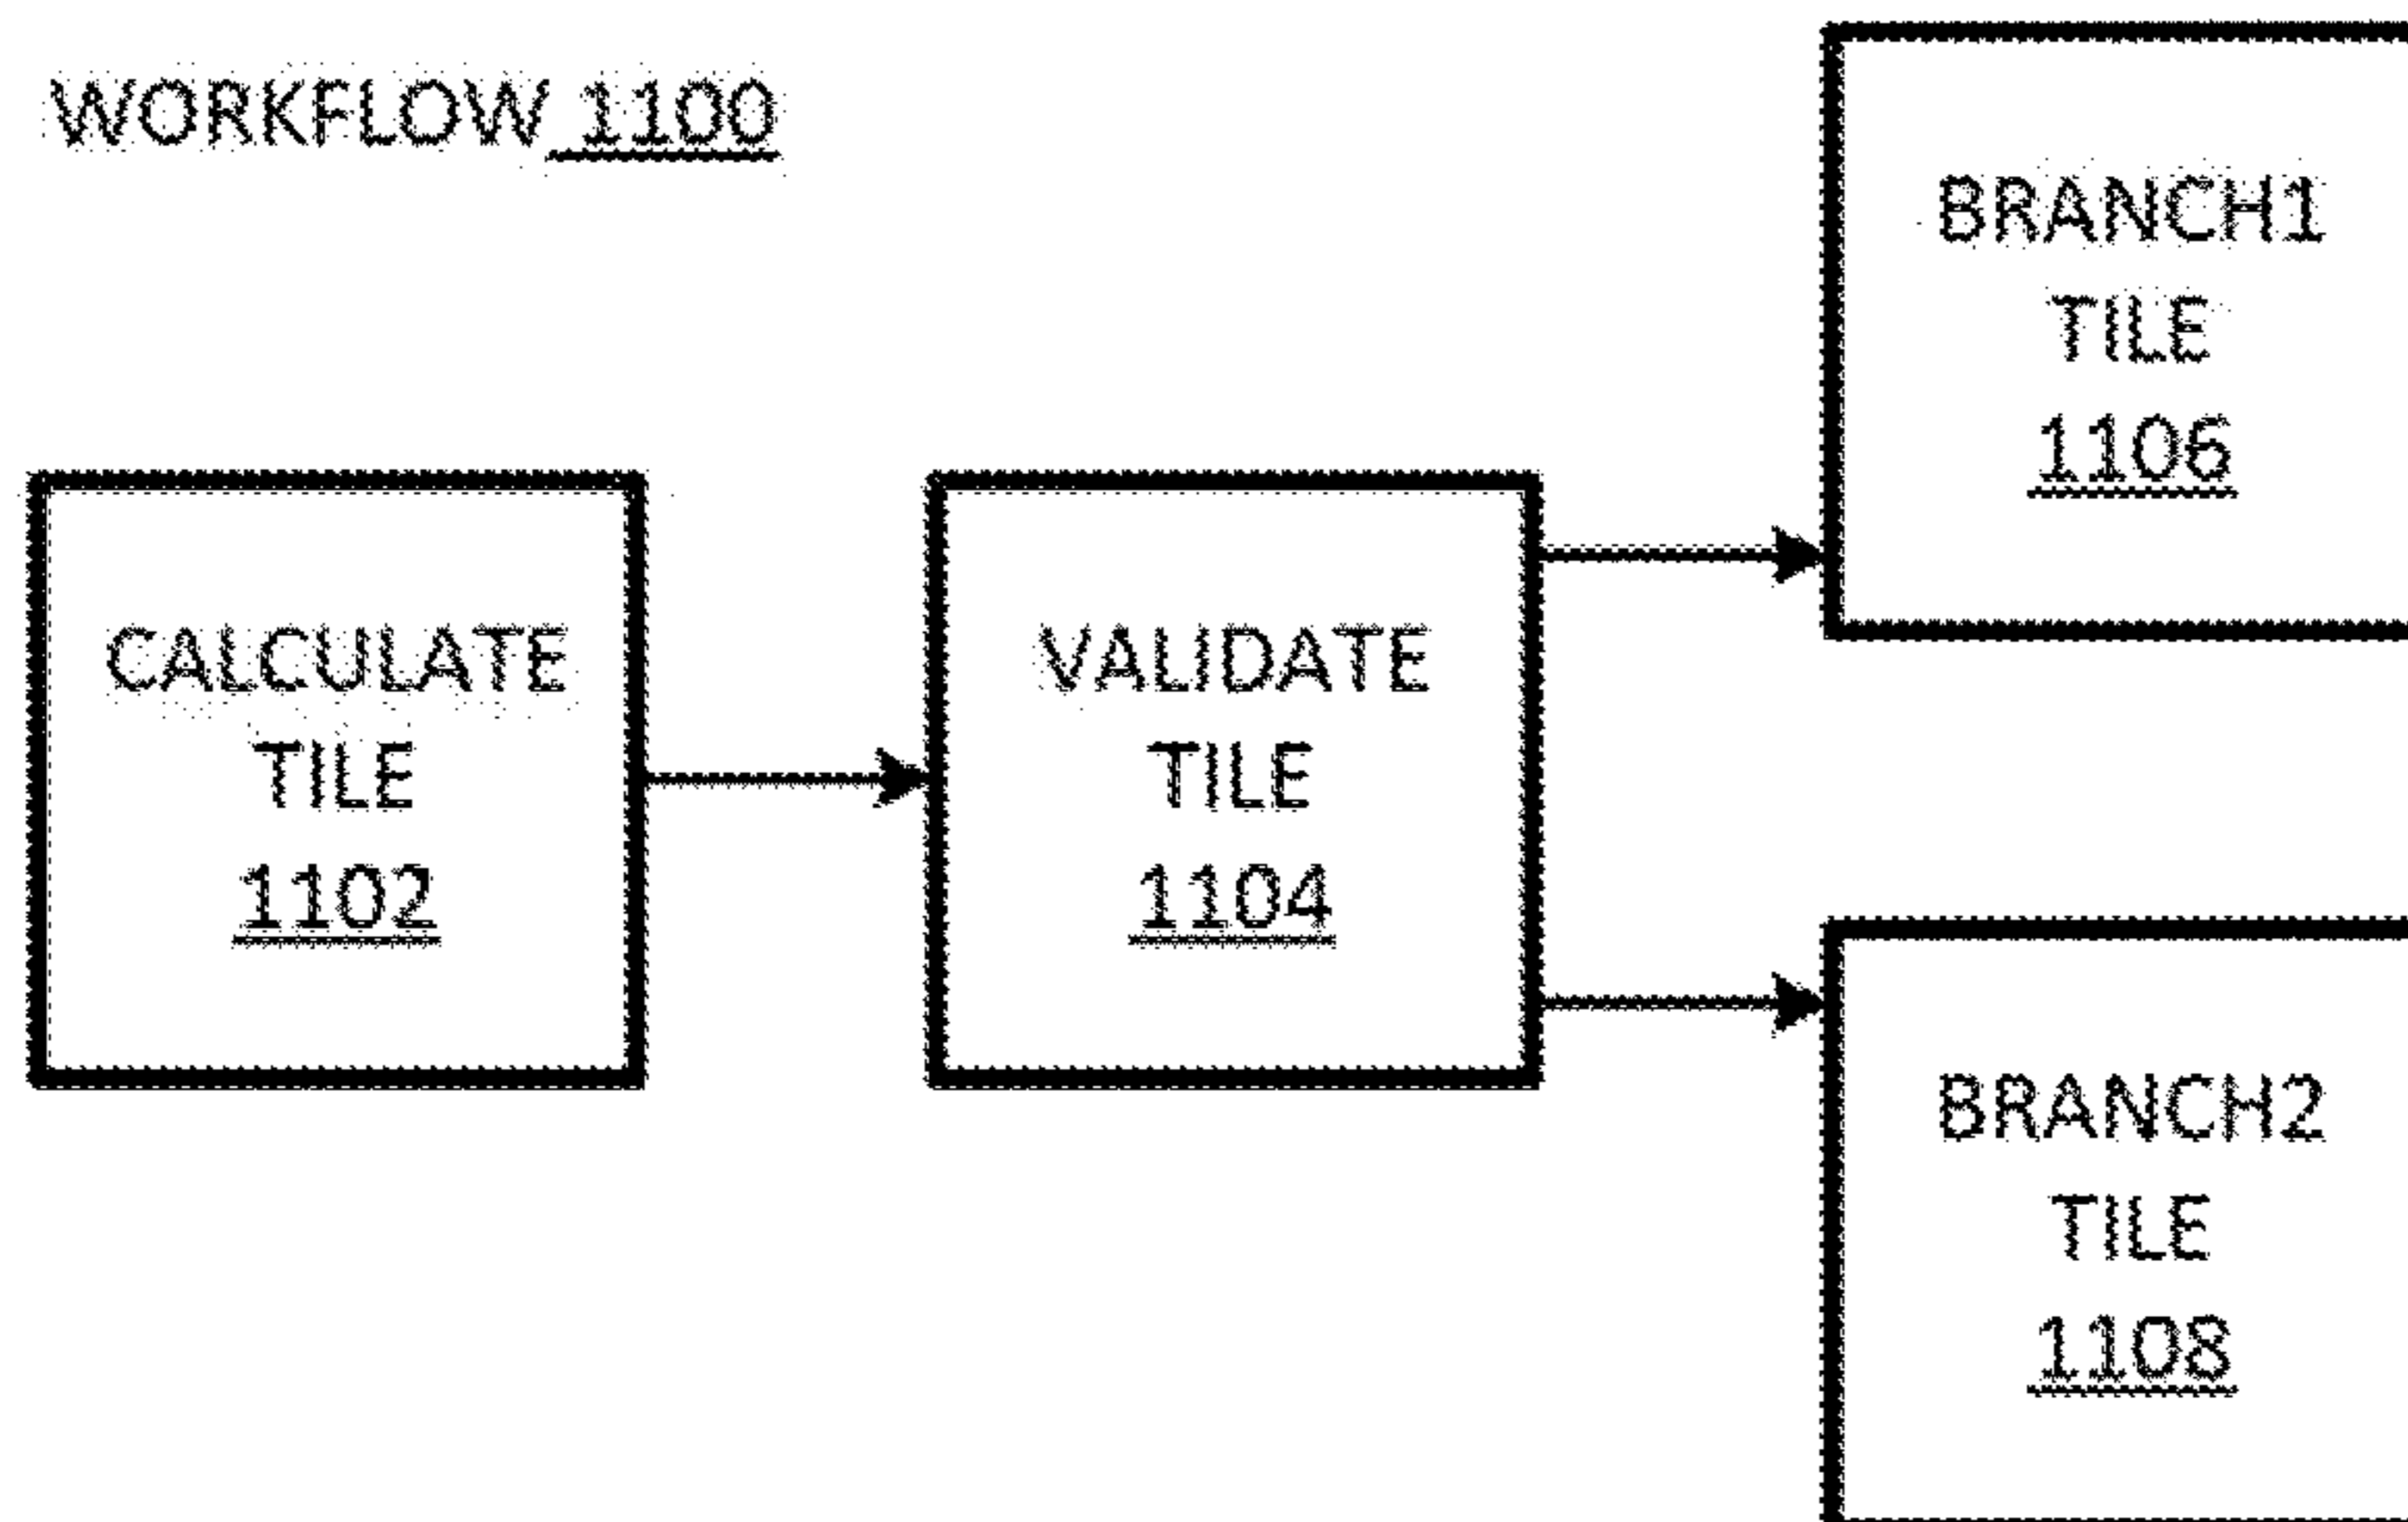 WORKFLOW 1100
BRANCH1
TILE
1106
CALCULATE
TILE
1102
VALIDATE
TILE
1104
BRANCH2
TILE
1108